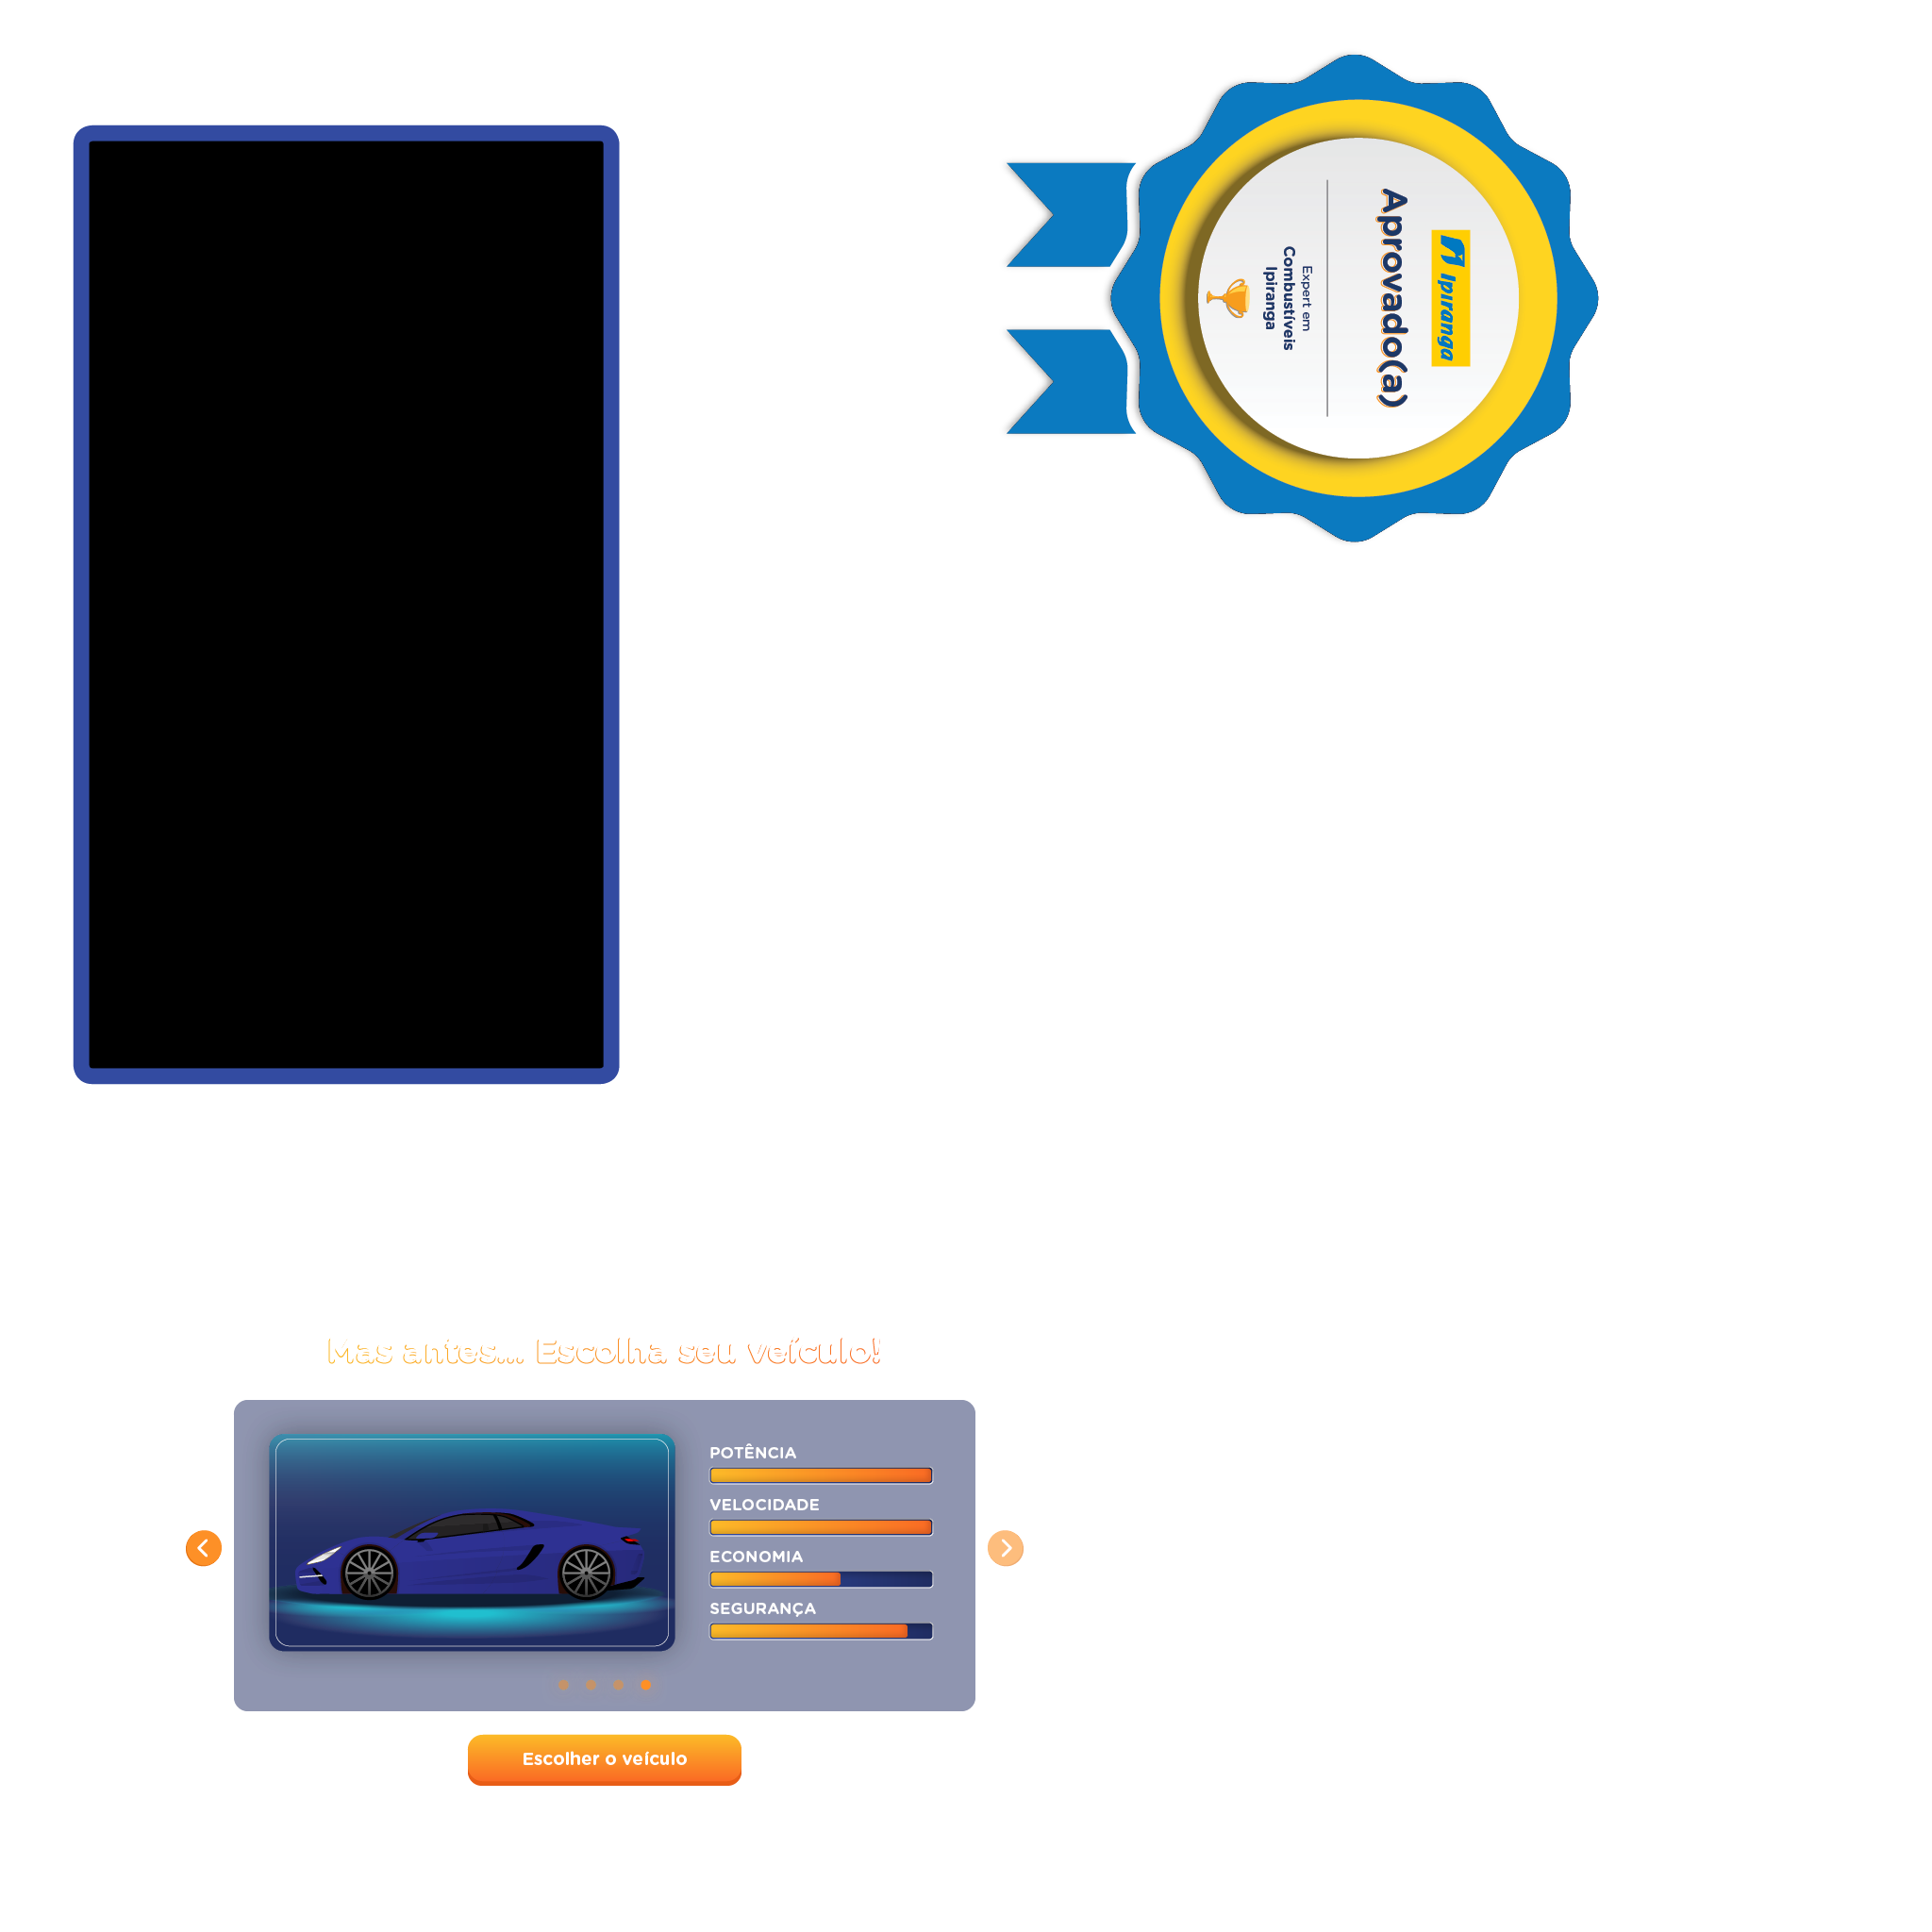 Ipiranga
Aprovado(a)
Expert em
Combustíveis
Ipiranga
Mas antes... Escolha seu veículo!
POTÊNCIA
VELOCIDADE
ECONOMIA
SEGURANÇA
Escolher o veículo